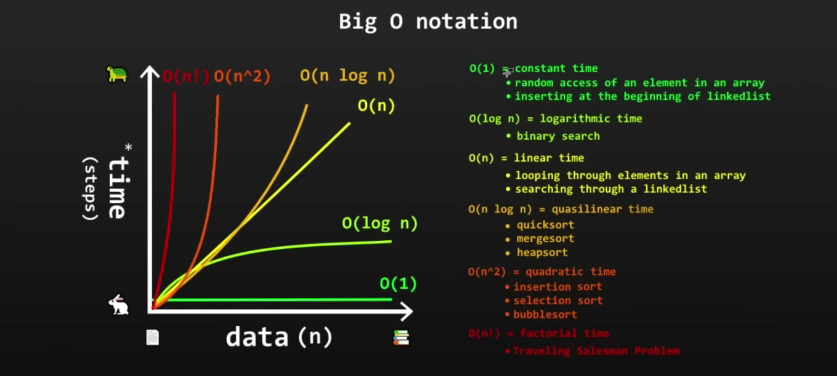 Big O notation
O(n!)
O(n^2)
O(n log n)
O(n)
O(log n)
O(1)
*time
(steps)
data (n)
O(1) = constant time
• random access of an element in an array
• inserting at the beginning of linkedlist
O(log n) = logarithmic time
• binary search
O(n) = linear time
• looping through elements in an array
• searching through a linkedlist
O(n log n) = quasilinear time
• quicksort
• mergesort
• heapsort
O(n^2) = quadratic time
• insertion sort
• selection sort
• bubblesort
O(n!) = factorial time
• Traveling Salesman Problem